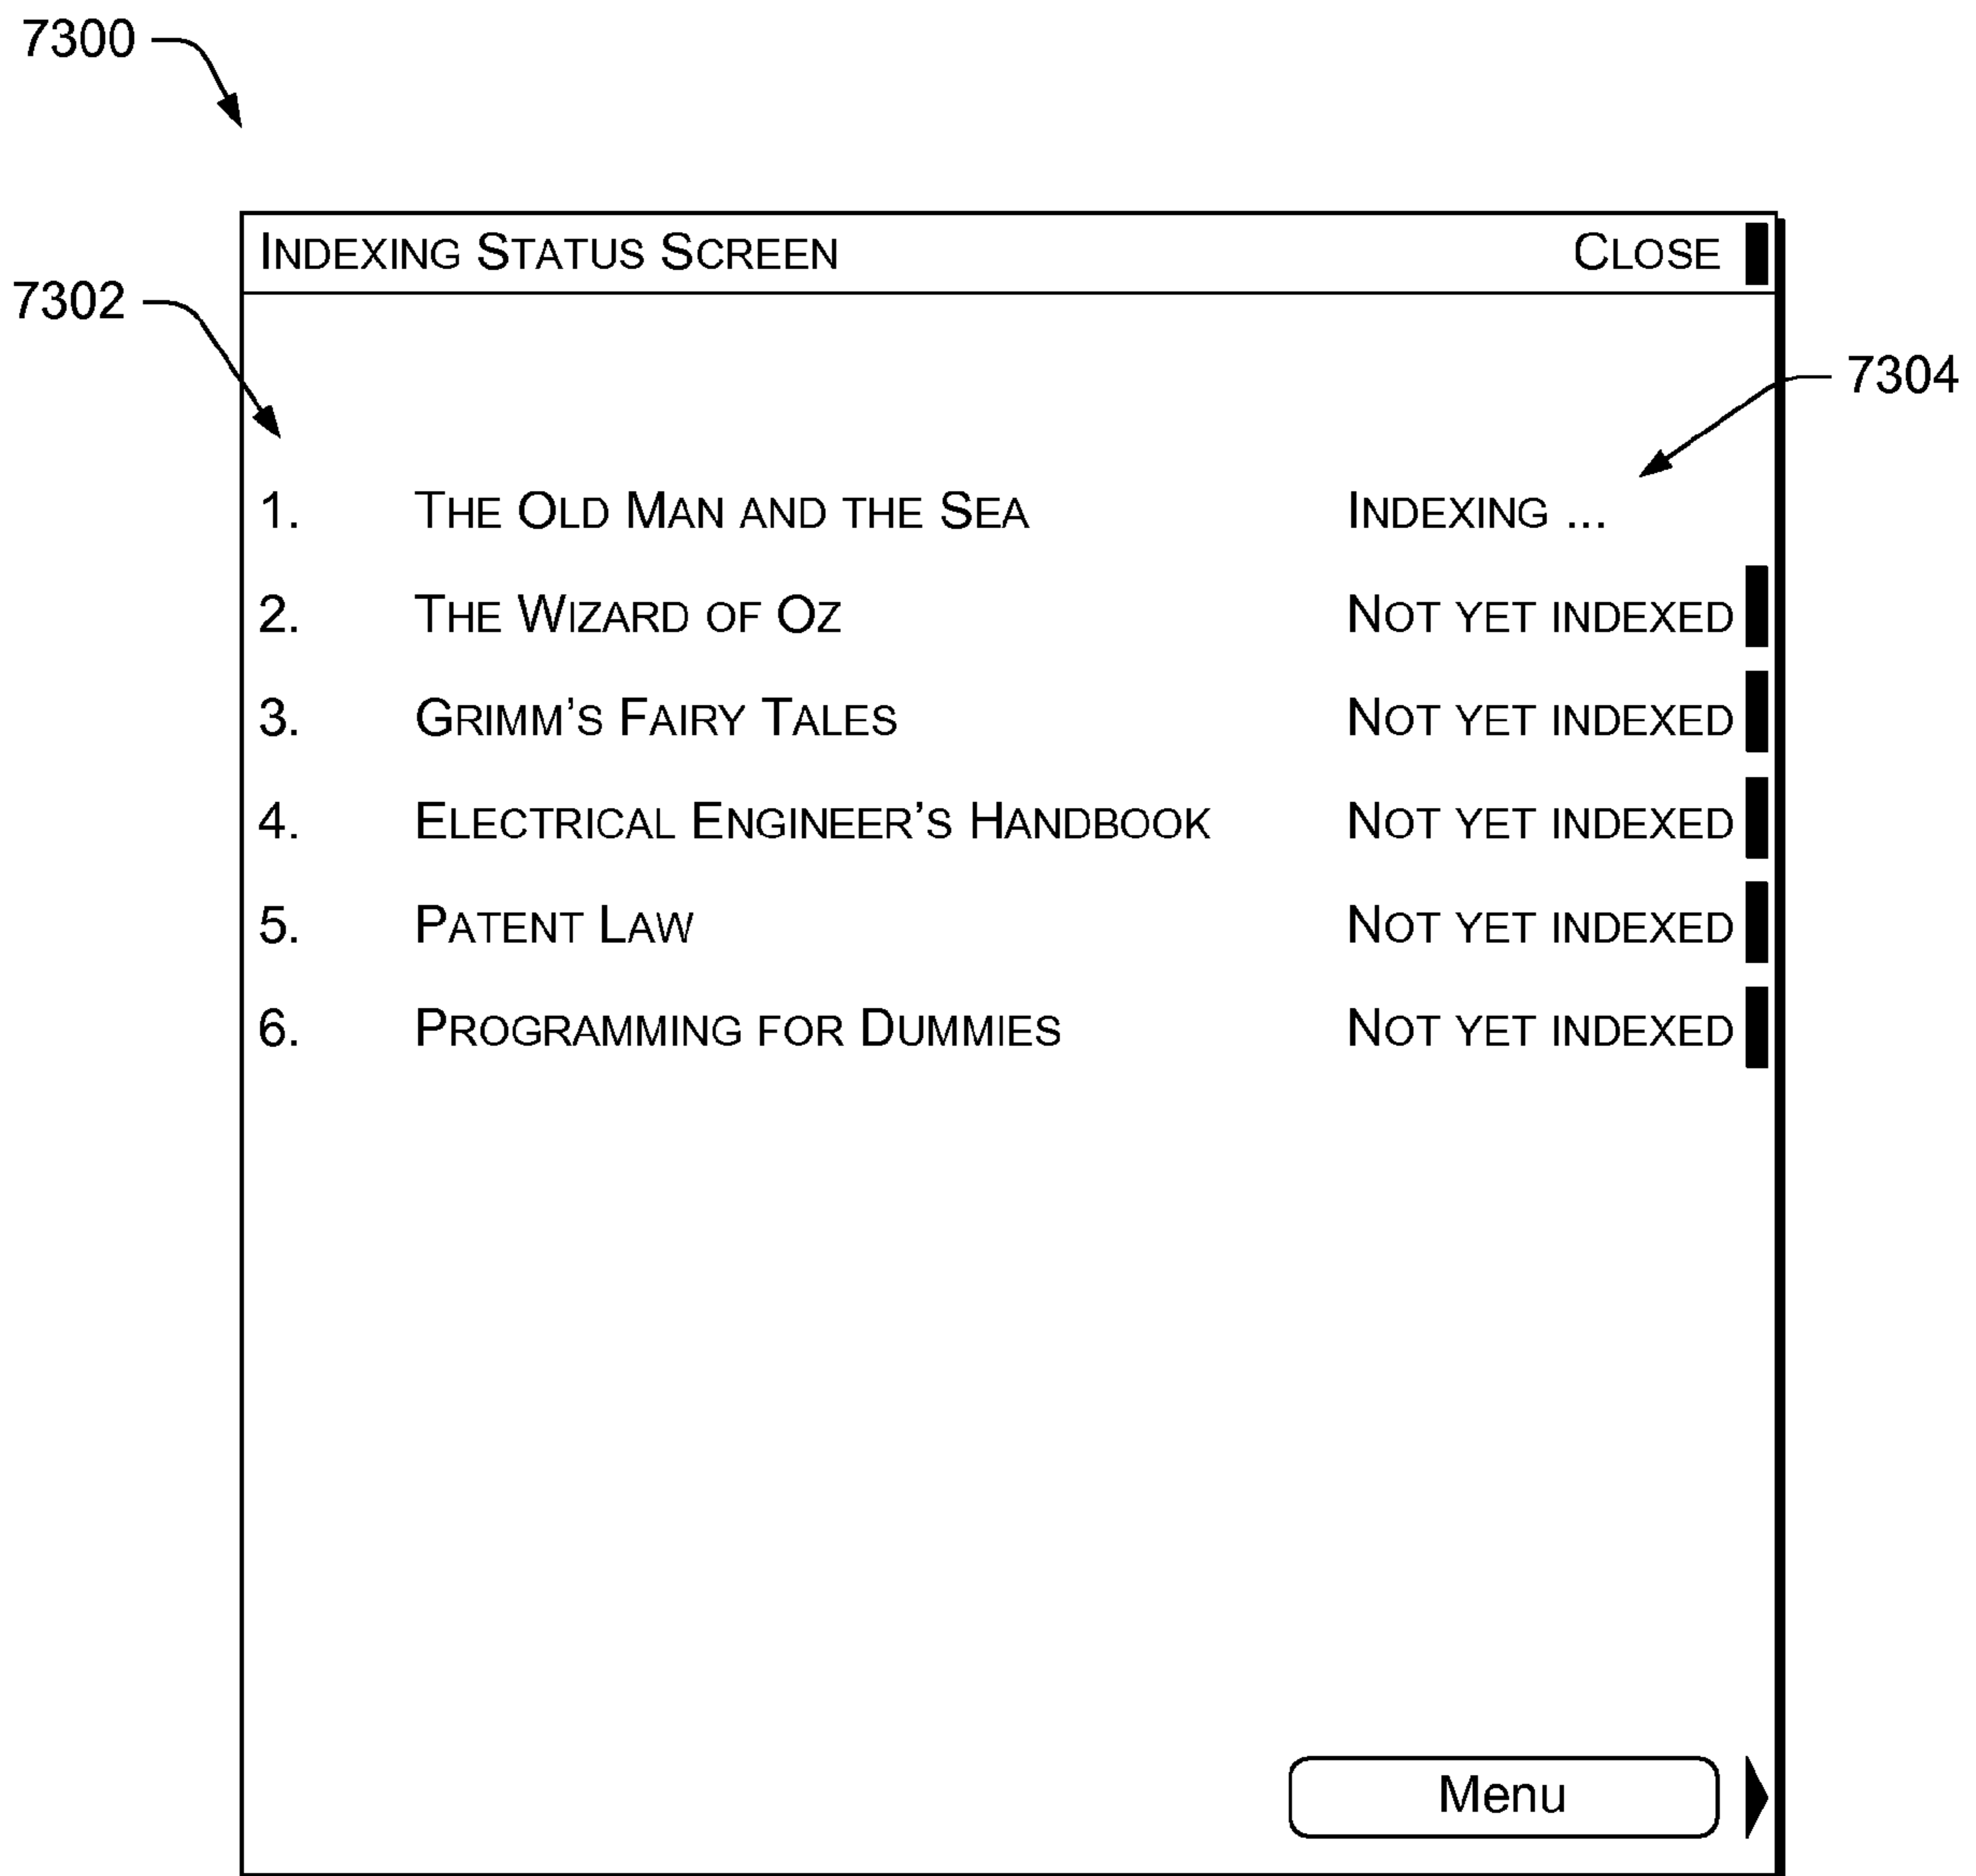 7300
INDEXING STATUS SCREEN CLOSE
7302
7304
1. THE OLD MAN AND THE SEA INDEXING ...
2. THE WIZARD OF OZ NOT YET INDEXED
3. GRIMM'S FAIRY TALES NOT YET INDEXED
4. ELECTRICAL ENGINEER'S HANDBOOK NOT YET INDEXED
5. PATENT LAW NOT YET INDEXED
6. PROGRAMMING FOR DUMMIES NOT YET INDEXED
Menu